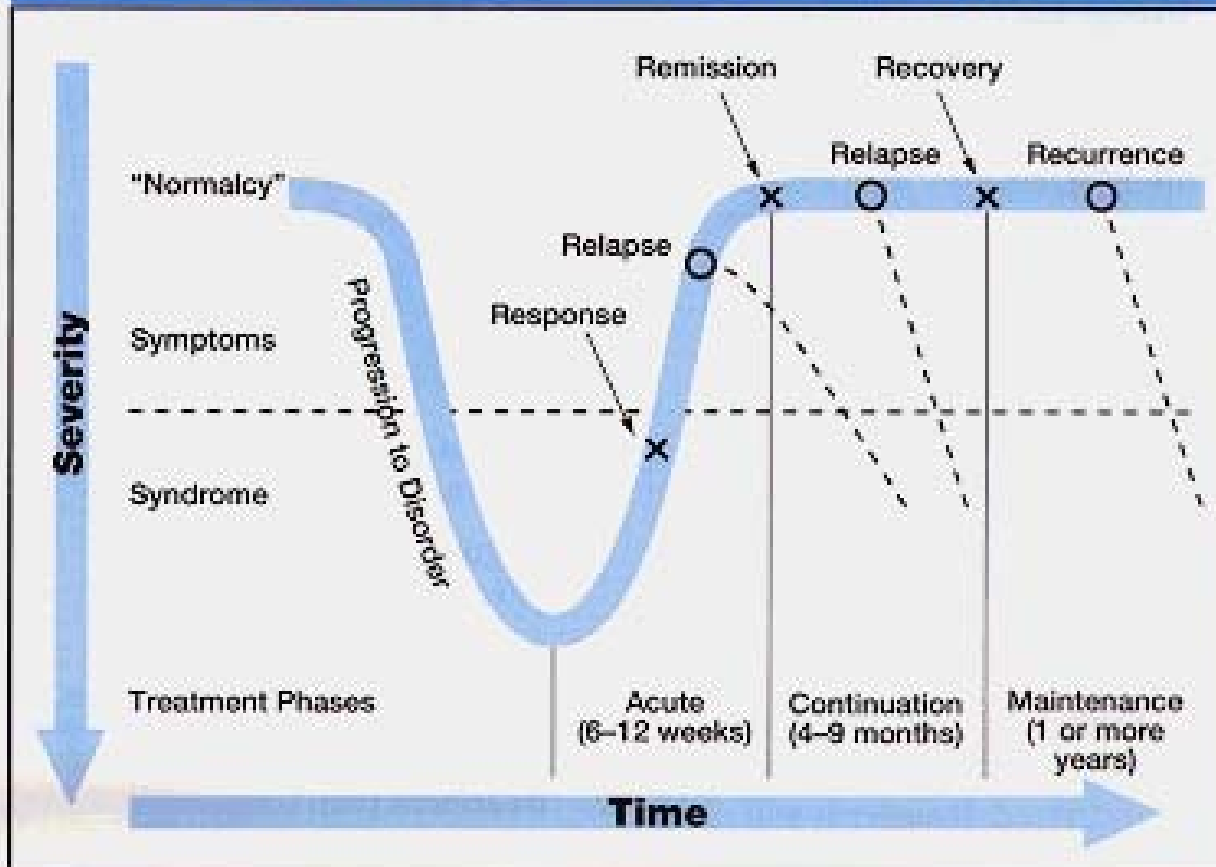 Remission
Recovery
Relapse
Recurrence
"Normalcy"
Relapse
Response
Symptoms
Progression to Disorder
Severity
Syndrome
Treatment Phases
Acute
(6–12 weeks)
Continuation
(4–9 months)
Maintenance
(1 or more
years)
Time